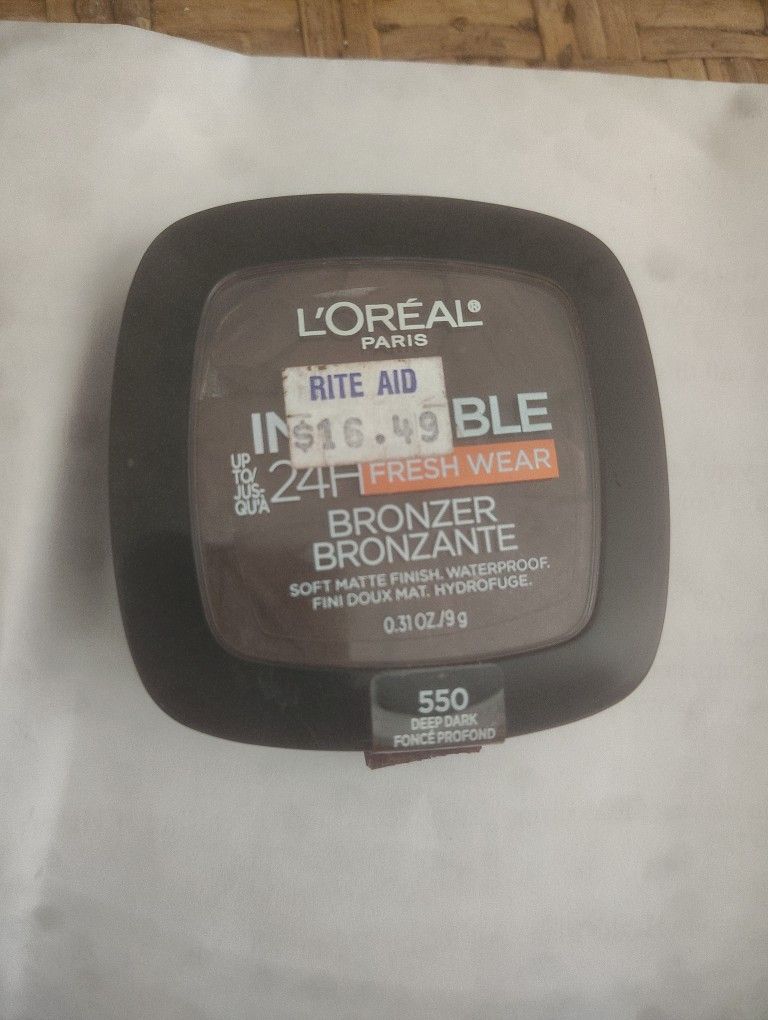 L'ORÉAL®
PARIS
RITE AID
$16.49
IN BLE
UP
TO/
JUS-
QU'A
24H FRESH WEAR
BRONZER
BRONZANTE
SOFT MATTE FINISH. WATERPROOF.
FINI DOUX MAT. HYDROFUGE.
0.31 OZ./9 g
550
DEEP DARK
FONCÉ PROFOND